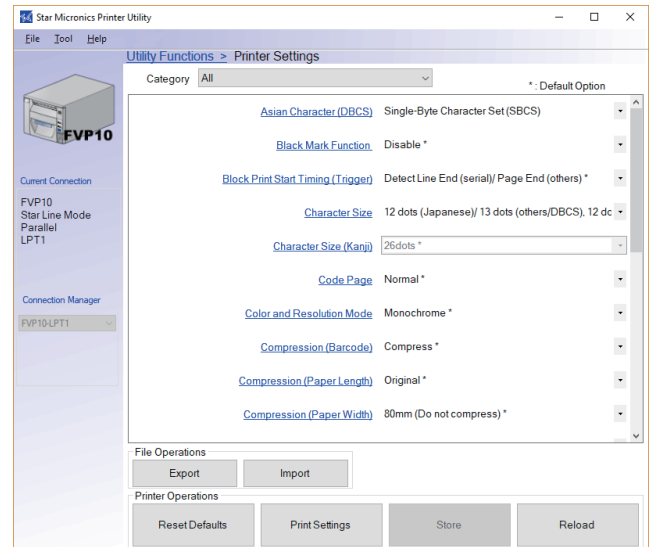 Star Micronics Printer Utility
File Tool Help
Utility Functions > Printer Settings
Category All
* : Default Option
FVP10
Asian Character (DBCS) Single-Byte Character Set (SBCS)
Black Mark Function Disable *
Block Print Start Timing (Trigger) Detect Line End (serial)/ Page End (others) *
Character Size 12 dots (Japanese)/ 13 dots (others/DBCS), 12 dc
Character Size (Kanji) 26dots *
Code Page Normal *
Color and Resolution Mode Monochrome *
Compression (Barcode) Compress *
Compression (Paper Length) Original *
Compression (Paper Width) 80mm (Do not compress) *
Current Connection
FVP10
Star Line Mode
Parallel
LPT1
Connection Manager
FVP10-LPT1
File Operations
Export Import
Printer Operations
Reset Defaults Print Settings Store Reload